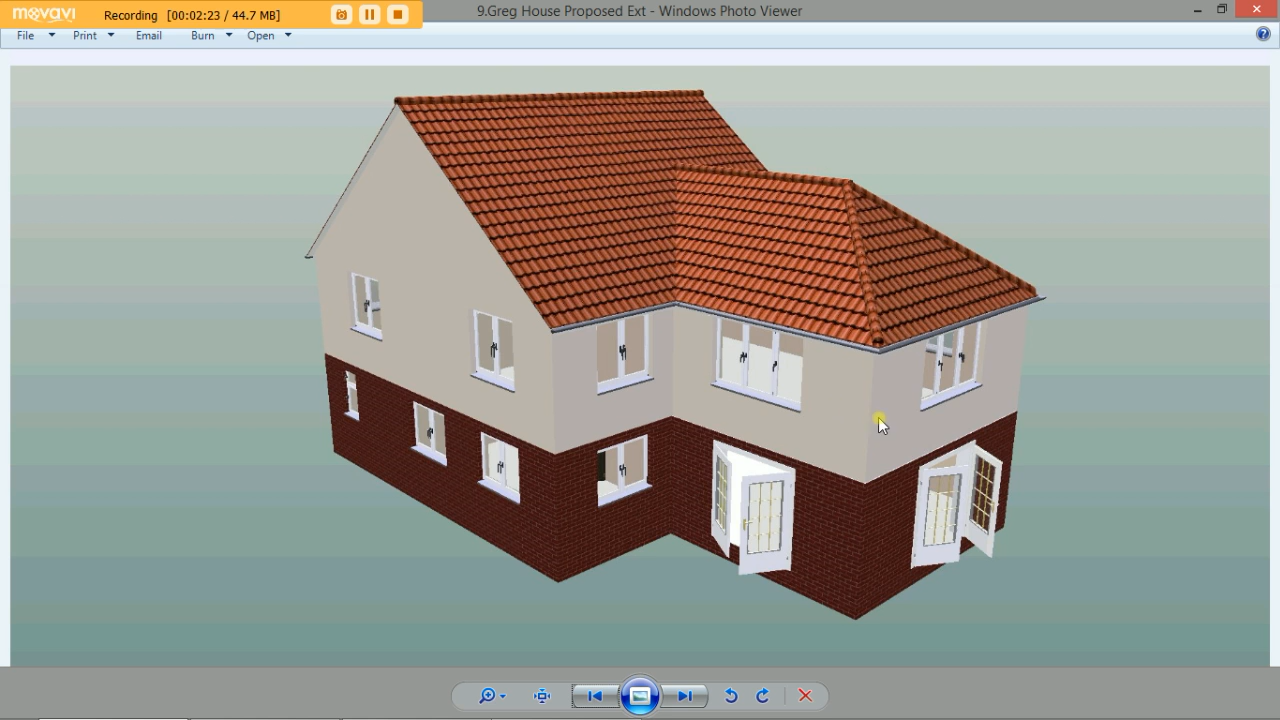 movavi
Recording [00:02:23 / 44.7 MB]
9.Greg House Proposed Ext - Windows Photo Viewer
File Print Email Burn Open